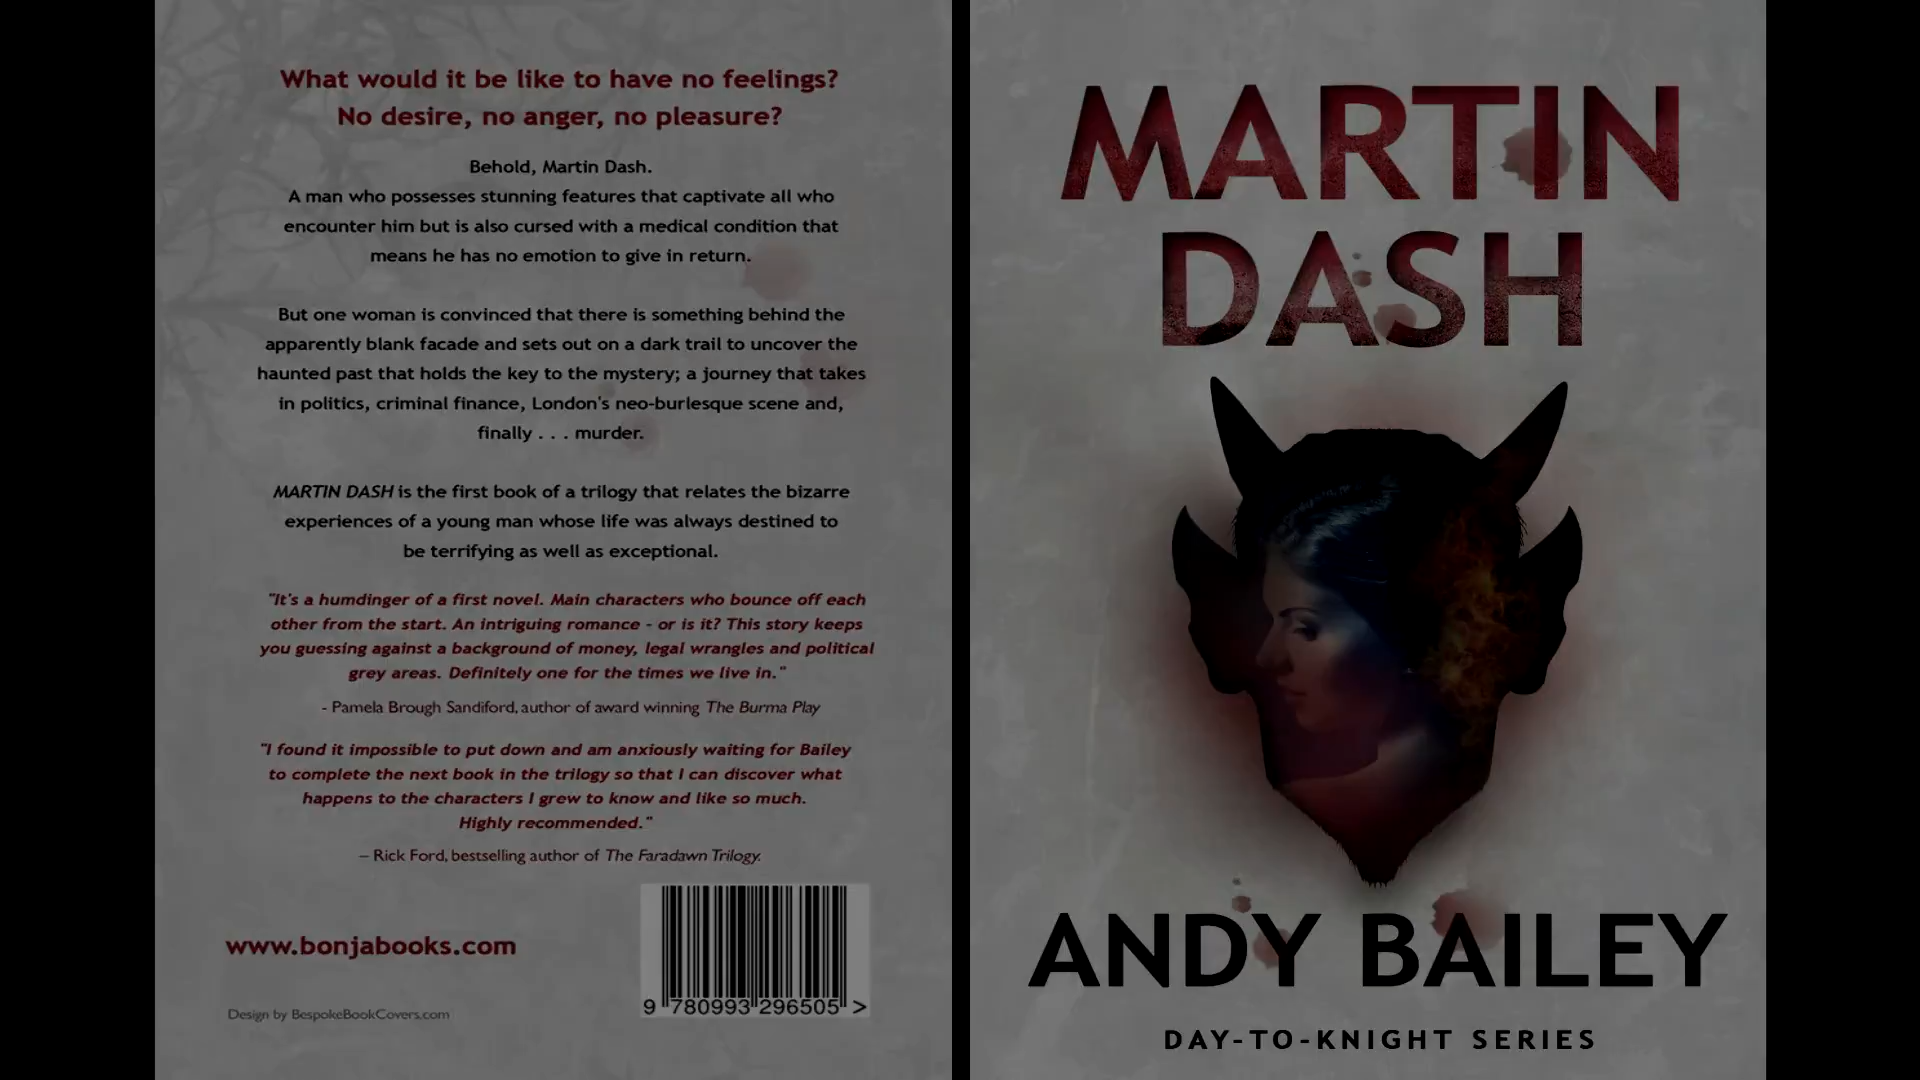 What would it be like to have no feelings?
No desire, no anger, no pleasure?
Behold, Martin Dash.
A man who possesses stunning features that captivate all who
encounter him but is also cursed with a medical condition that
means he has no emotion to give in return.
But one woman is convinced that there is something behind the
apparently blank facade and sets out on a dark trail to uncover the
haunted past that holds the key to the mystery; a journey that takes
in politics, criminal finance, London's neo-burlesque scene and,
finally . . . murder.
MARTIN DASH is the first book of a trilogy that relates the bizarre
experiences of a young man whose life was always destined to
be terrifying as well as exceptional.
"It's a humdinger of a first novel. Main characters who bounce off each
other from the start. An intriguing romance - or is it? This story keeps
you guessing against a background of money, legal wrangles and political
grey areas. Definitely one for the times we live in."
- Pamela Brough Sandiford, author of award winning The Burma Play
"I found it impossible to put down and am anxiously waiting for Bailey
to complete the next book in the trilogy so that I can discover what
happens to the characters I grew to know and like so much.
Highly recommended."
– Rick Ford, bestselling author of The Faradawn Trilogy.
www.bonjabooks.com
9 780993 296505 >
Design by BespokeBookCovers.com
MARTIN
DASH
ANDY BAILEY
DAY-TO-KNIGHT SERIES